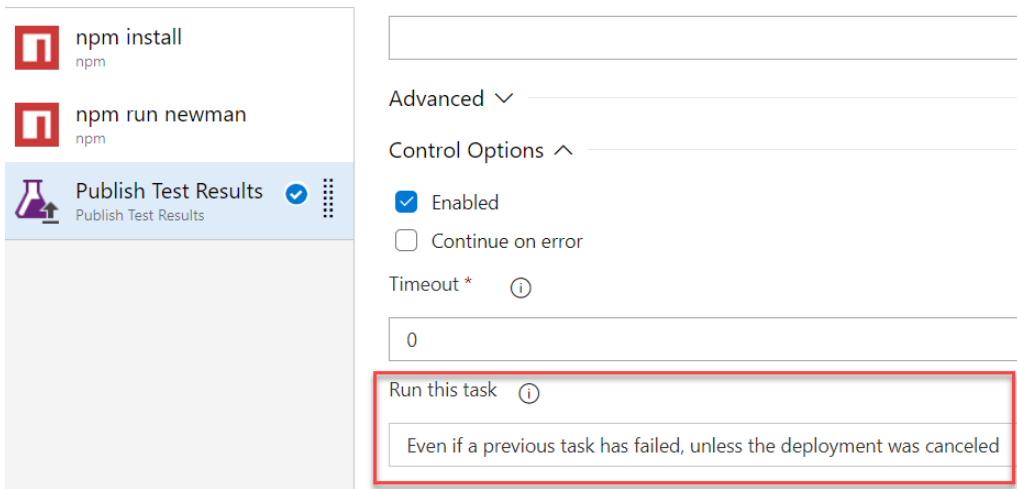 npm install
npm
npm run newman
npm
Publish Test Results
Publish Test Results
Advanced
Control Options
Enabled
Continue on error
Timeout *
0
Run this task
Even if a previous task has failed, unless the deployment was canceled